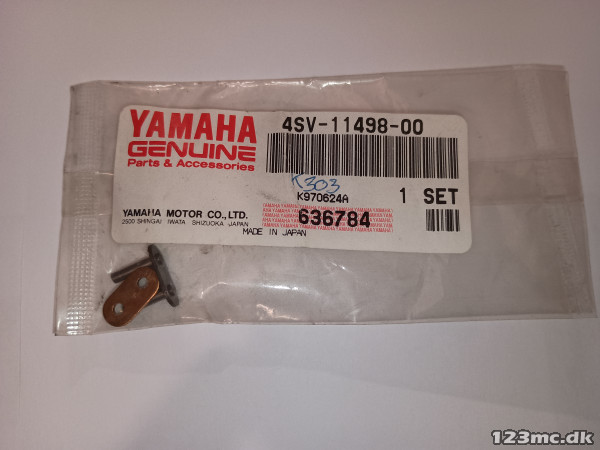 YAMAHA
GENUINE
Parts & Accessories
4SV-11498-00
K303
K970624A
1 SET
YAMAHA MOTOR CO., LTD.
2500 SHINGAI IWATA SHIZUOKA JAPAN
636784
MADE IN JAPAN
123mc.dk